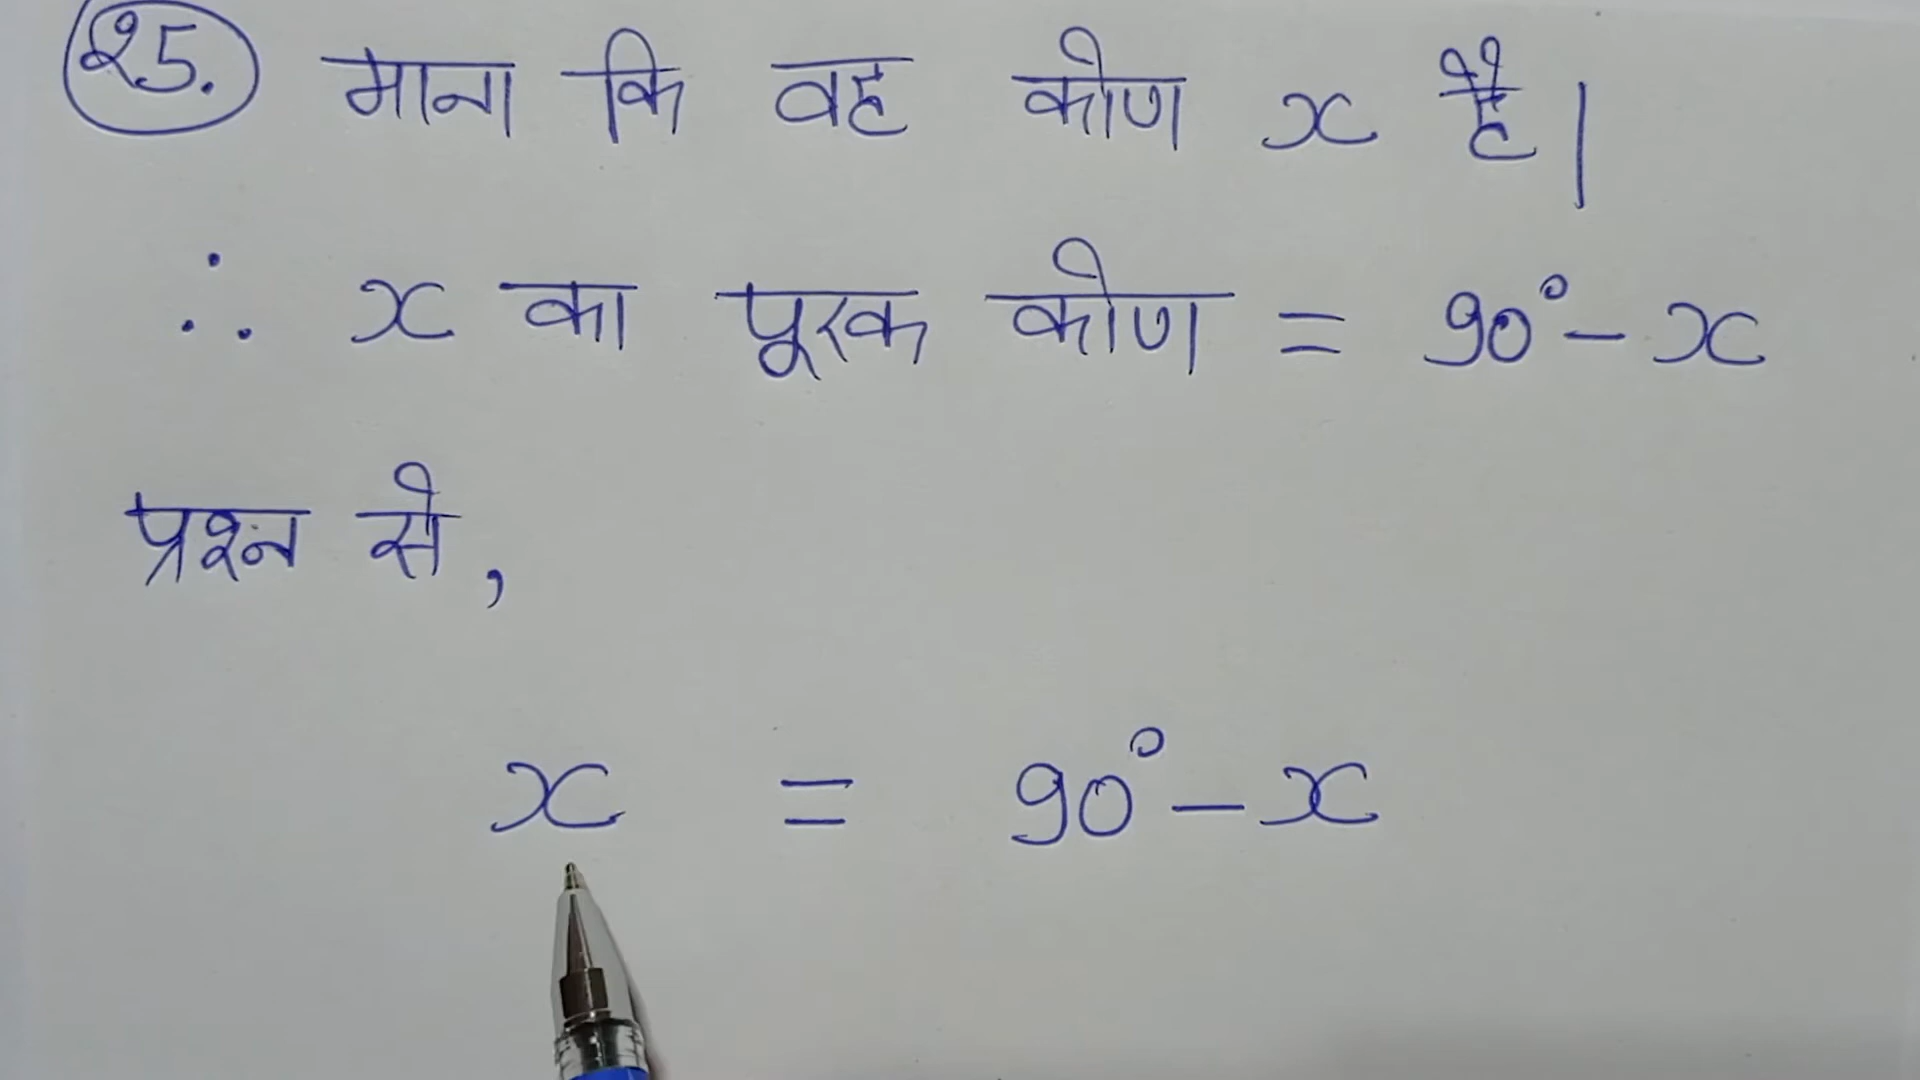 25. माना कि वह कोण x है।
∴ x का पूरक कोण = 90° - x
प्रश्न से,
x = 90° - x